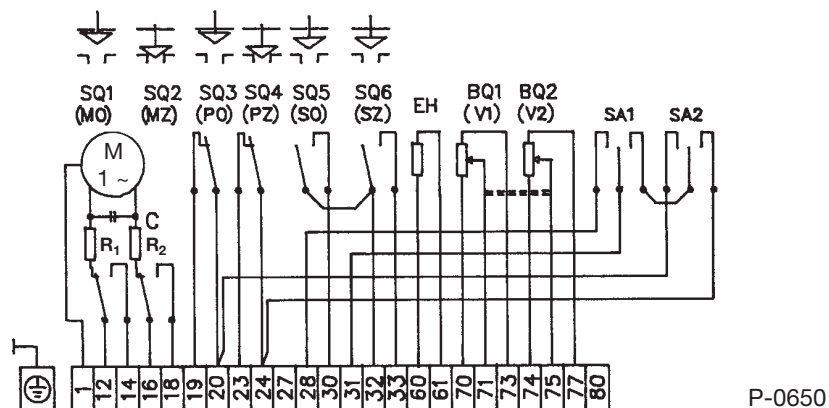 SQ1 SQ2 SQ3 SQ4 SQ5 SQ6 EH BQ1 BQ2 SA1 SA2
(MO) (MZ) (PO) (PZ) (SO) (SZ) (V1) (V2)
M
1 ~
C
R1 R2
1 12 14 16 18 19 20 23 24 27 28 30 31 32 33 60 61 70 71 73 74 75 77 80
P-0650